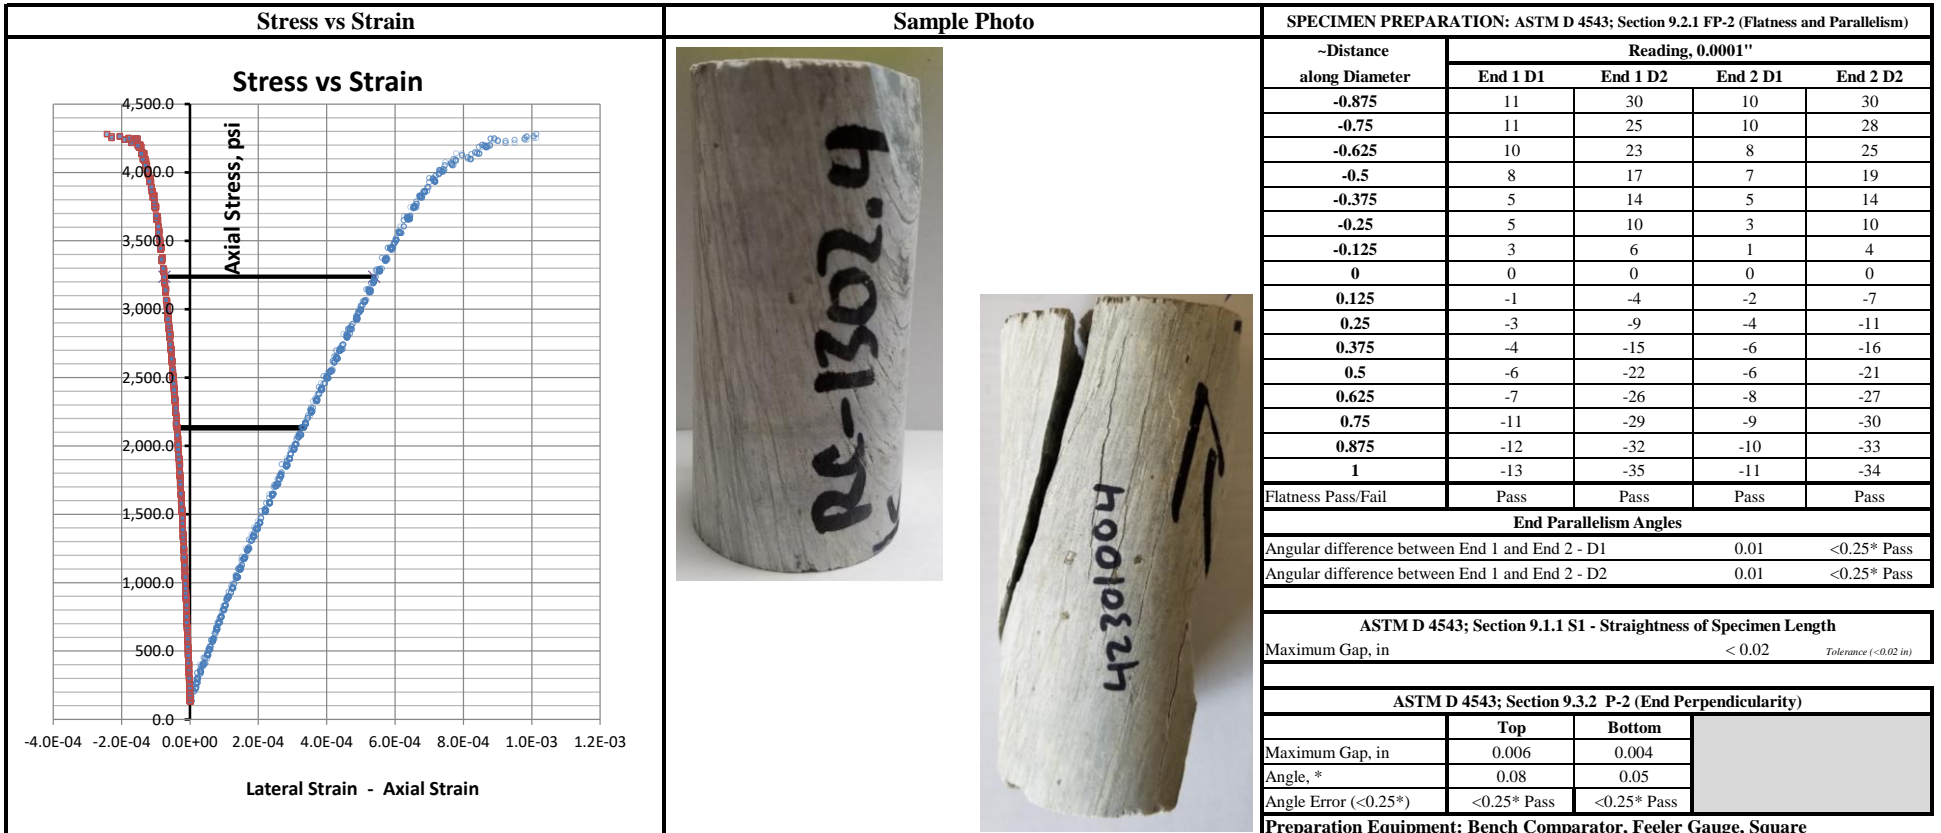 Stress vs Strain
Sample Photo
Stress vs Strain
Axial Stress, psi
4,500.0
4,000.0
3,500.0
3,000.0
2,500.0
2,000.0
1,500.0
1,000.0
500.0
0.0
-4.0E-04 -2.0E-04 0.0E+00 2.0E-04 4.0E-04 6.0E-04 8.0E-04 1.0E-03 1.2E-03
Lateral Strain - Axial Strain
RS-1302.4
42301004
SPECIMEN PREPARATION: ASTM D 4543; Section 9.2.1 FP-2 (Flatness and Parallelism)
~Distance Reading, 0.0001"
along Diameter End 1 D1 End 1 D2 End 2 D1 End 2 D2
-0.875 11 30 10 30
-0.75 11 25 10 28
-0.625 10 23 8 25
-0.5 8 17 7 19
-0.375 5 14 5 14
-0.25 5 10 3 10
-0.125 3 6 1 4
0 0 0 0 0
0.125 -1 -4 -2 -7
0.25 -3 -9 -4 -11
0.375 -4 -15 -6 -16
0.5 -6 -22 -6 -21
0.625 -7 -26 -8 -27
0.75 -11 -29 -9 -30
0.875 -12 -32 -10 -33
1 -13 -35 -11 -34
Flatness Pass/Fail Pass Pass Pass Pass
End Parallelism Angles
Angular difference between End 1 and End 2 - D1 0.01 <0.25* Pass
Angular difference between End 1 and End 2 - D2 0.01 <0.25* Pass
ASTM D 4543; Section 9.1.1 S1 - Straightness of Specimen Length
Maximum Gap, in < 0.02 Tolerance (<0.02 in)
ASTM D 4543; Section 9.3.2 P-2 (End Perpendicularity)
Top Bottom
Maximum Gap, in 0.006 0.004
Angle, * 0.08 0.05
Angle Error (<0.25*) <0.25* Pass <0.25* Pass
Preparation Equipment: Bench Comparator, Feeler Gauge, Square